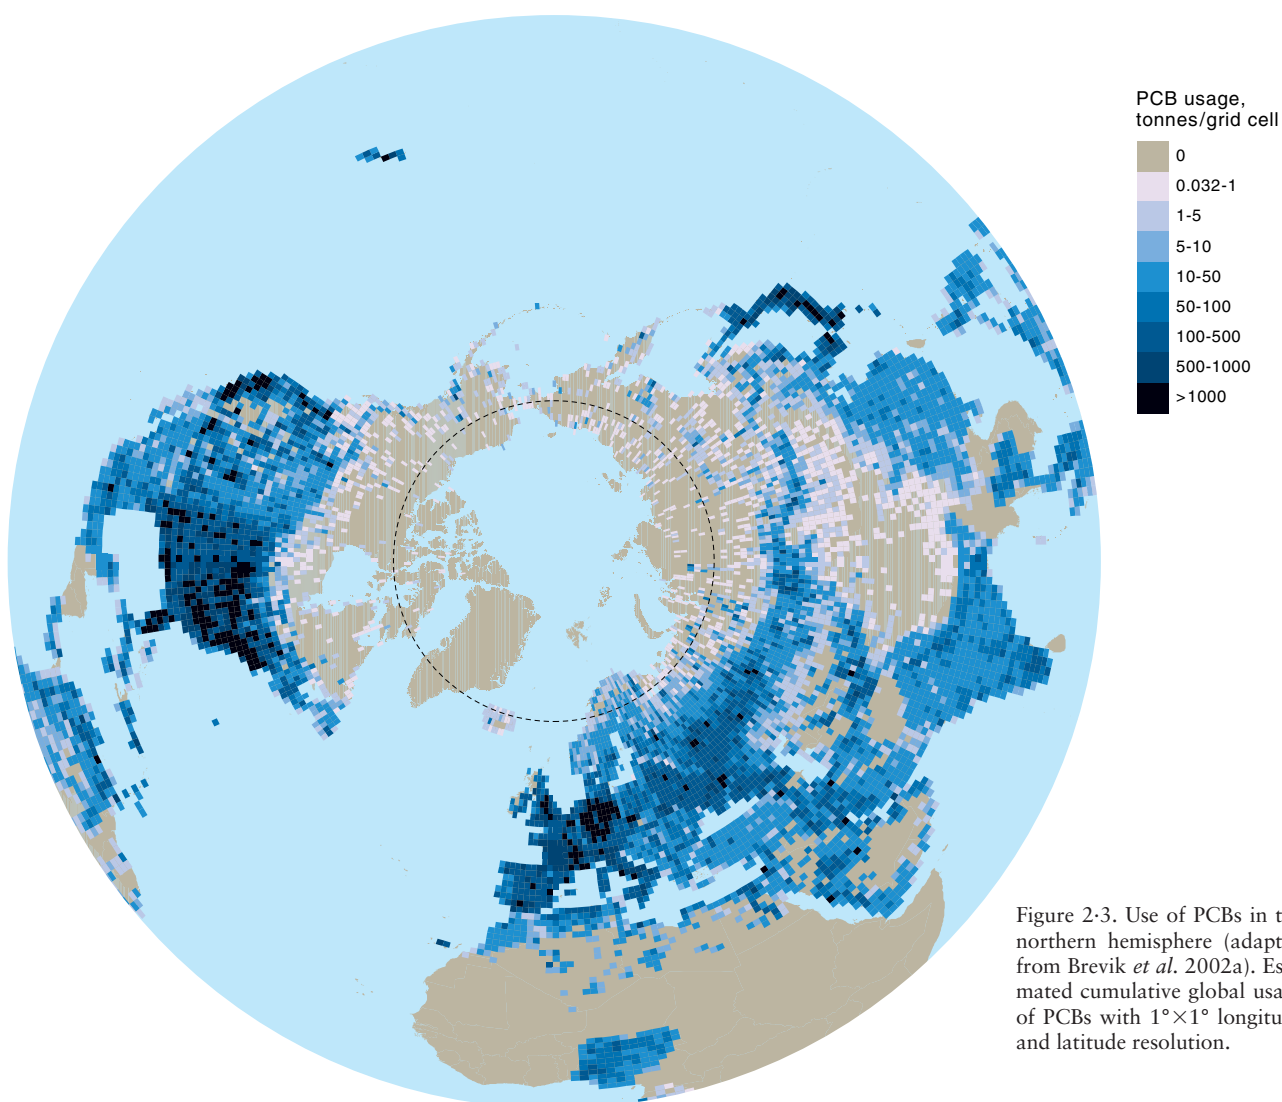 PCB usage,
tonnes/grid cell
0
0.032-1
1-5
5-10
10-50
50-100
100-500
500-1000
>1000
Figure 2·3. Use of PCBs in t
northern hemisphere (adapt
from Brevik et al. 2002a). Es
mated cumulative global usa
of PCBs with 1°×1° longitu
and latitude resolution.